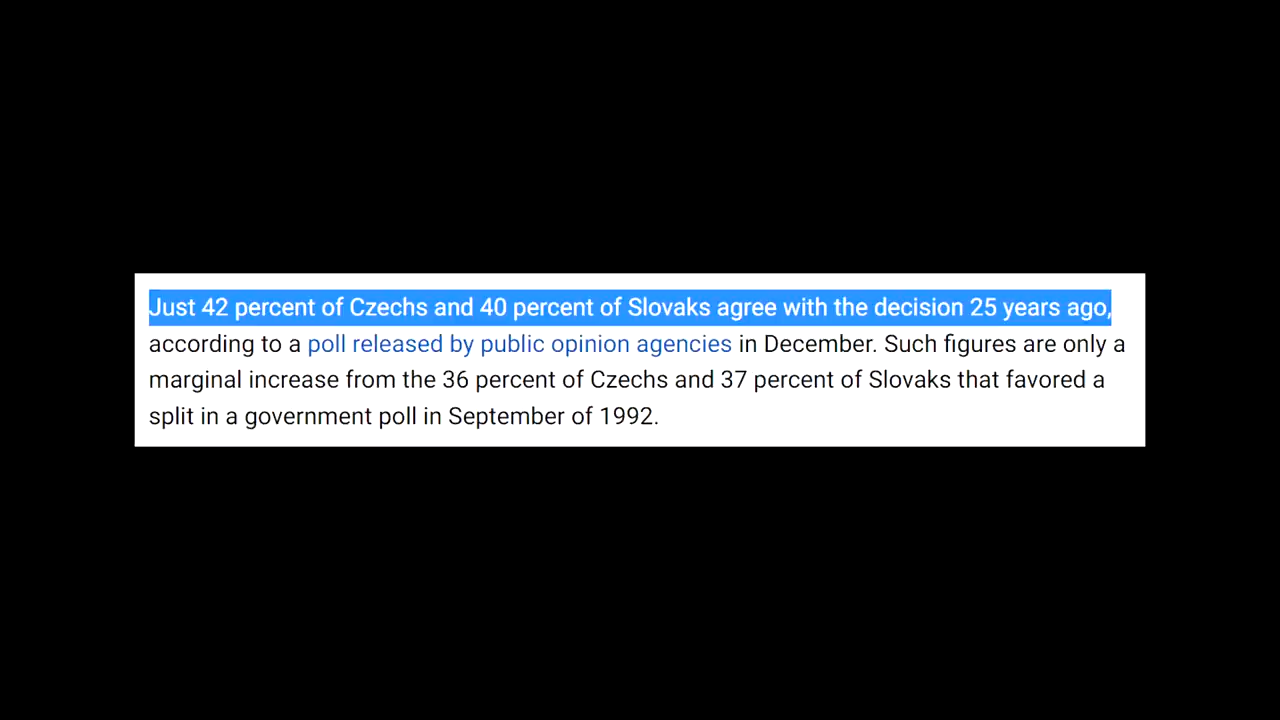 Just 42 percent of Czechs and 40 percent of Slovaks agree with the decision 25 years ago,
according to a poll released by public opinion agencies in December. Such figures are only a
marginal increase from the 36 percent of Czechs and 37 percent of Slovaks that favored a
split in a government poll in September of 1992.